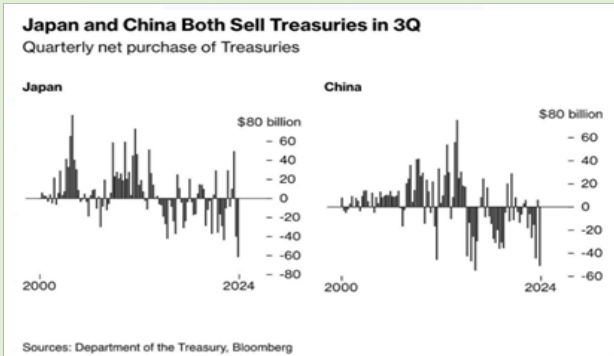 Japan and China Both Sell Treasuries in 3Q
Quarterly net purchase of Treasuries
Japan
$80 billion
60
40
20
0
-20
-40
-60
-80
2000
2024
China
$80 billion
60
40
20
0
-20
-40
-60
2000
2024
Sources: Department of the Treasury, Bloomberg